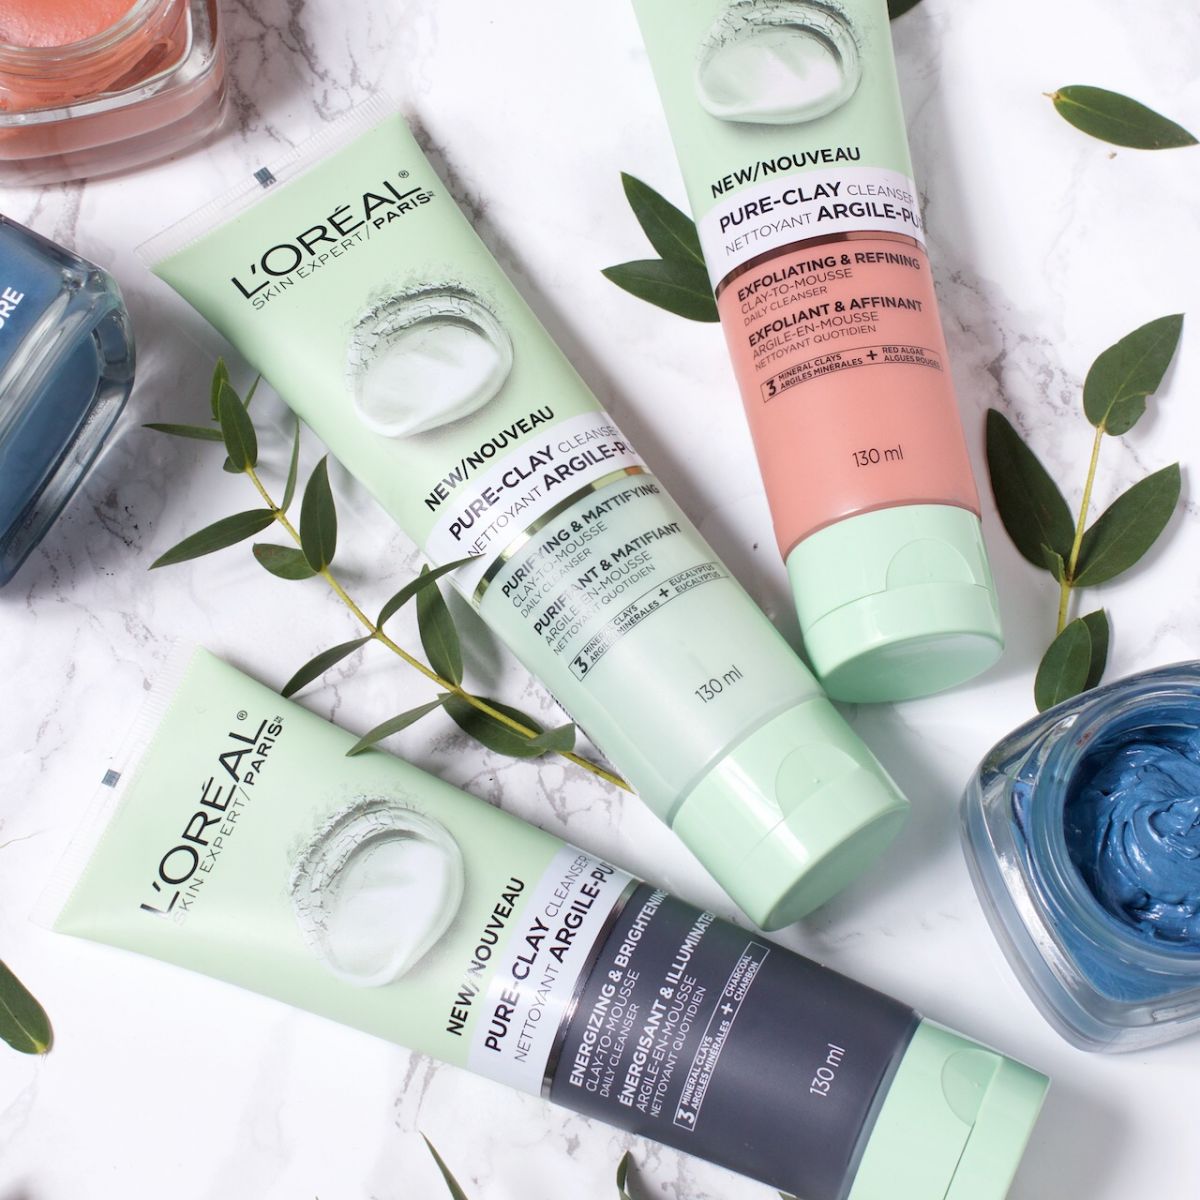 L'ORÉAL®
SKIN EXPERT/PARIS
NEW/NOUVEAU
PURE-CLAY CLEANSER
NETTOYANT ARGILE-PU
PURIFYING & MATTIFYING
CLAY-TO-MOUSSE
DAILY CLEANSER
PURIFIANT & MATIFIANT
ARGILE-EN-MOUSSE
NETTOYANT QUOTIDIEN
3 MINERAL CLAYS + EUCALYPTUS
ARGILES MINÉRALES EUCALYPTUS
130 ml
NEW/NOUVEAU
PURE-CLAY CLEANSER
NETTOYANT ARGILE-PU
EXFOLIATING & REFINING
CLAY-TO-MOUSSE
DAILY CLEANSER
EXFOLIANT & AFFINANT
ARGILE-EN-MOUSSE
NETTOYANT QUOTIDIEN
3 MINERAL CLAYS + RED ALGAE
ARGILES MINÉRALES ALGUES ROUGES
130 ml
L'ORÉAL®
SKIN EXPERT/PARIS
NEW/NOUVEAU
PURE-CLAY CLEANSER
NETTOYANT ARGILE-PU
ENERGIZING & BRIGHTENING
CLAY-TO-MOUSSE
DAILY CLEANSER
ÉNERGISANT & ILLUMINATEU
ARGILE-EN-MOUSSE
NETTOYANT QUOTIDIEN
3 MINERAL CLAYS + CHARCOAL
ARGILES MINÉRALES CHARBON
130 ml
RE